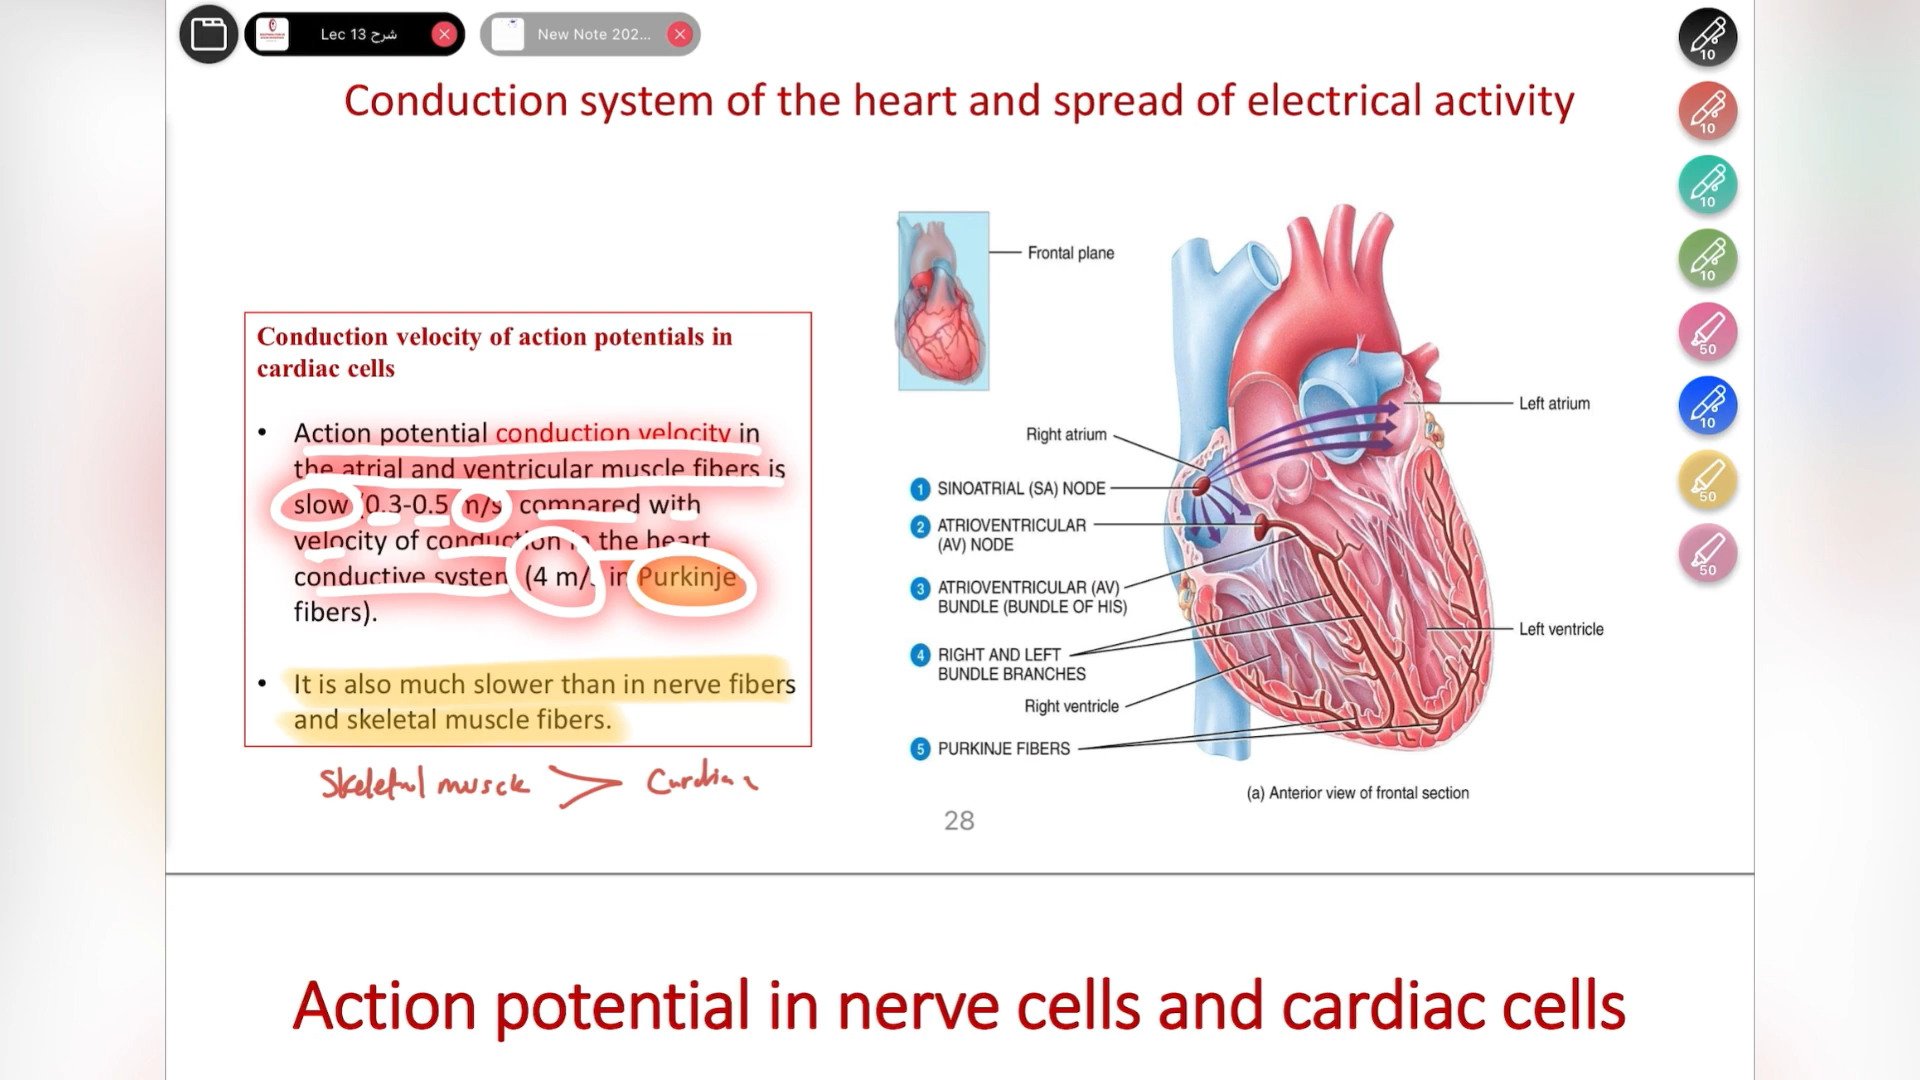 Lec 13 شرح
New Note 202...
10
10
10
10
50
10
50
50
Conduction system of the heart and spread of electrical activity
Conduction velocity of action potentials in
cardiac cells
• Action potential conduction velocity in
the atrial and ventricular muscle fibers is
slow (0.3-0.5 m/s compared with
velocity of conduction in the heart
conductive system (4 m/s in Purkinje
fibers).
• It is also much slower than in nerve fibers
and skeletal muscle fibers.
Skeletal muscle > Cardiac
Frontal plane
Left atrium
Right atrium
1 SINOATRIAL (SA) NODE
2 ATRIOVENTRICULAR
(AV) NODE
3 ATRIOVENTRICULAR (AV)
BUNDLE (BUNDLE OF HIS)
Left ventricle
4 RIGHT AND LEFT
BUNDLE BRANCHES
Right ventricle
5 PURKINJE FIBERS
(a) Anterior view of frontal section
28
Action potential in nerve cells and cardiac cells